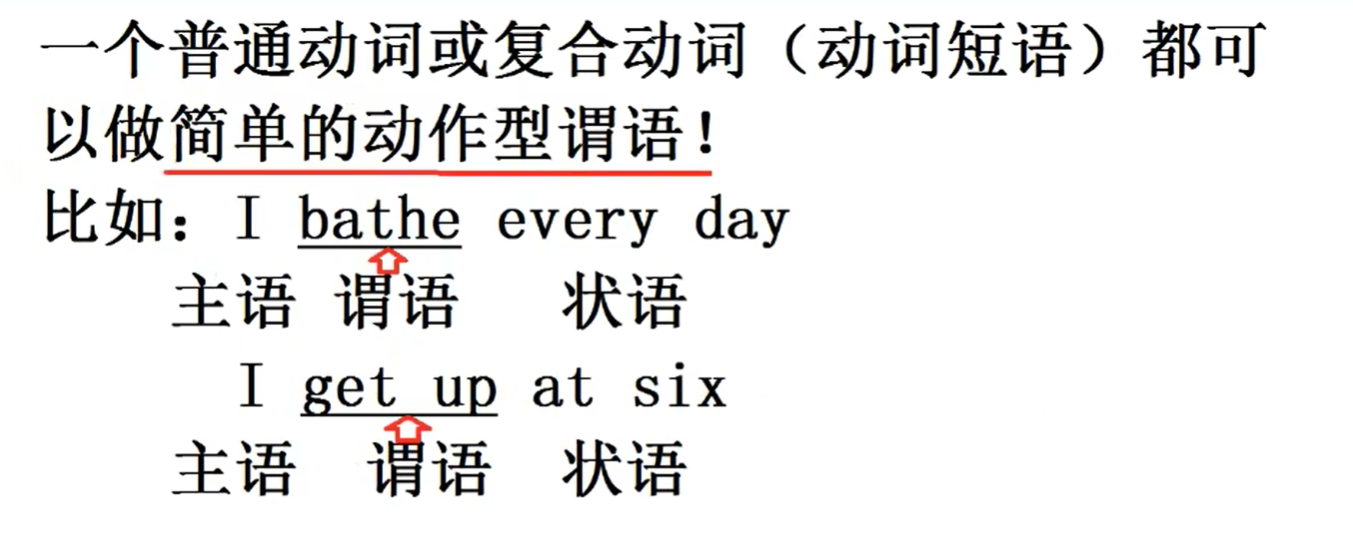 一个普通动词或复合动词（动词短语）都可
以做简单的动作型谓语！
比如：I bathe every day
主语 谓语 状语
I get up at six
主语 谓语 状语